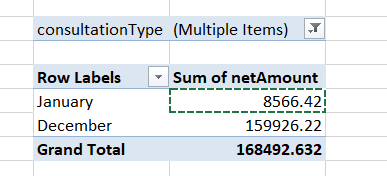 consultationType (Multiple Items)
Row Labels Sum of netAmount
January 8566.42
December 159926.22
Grand Total 168492.632